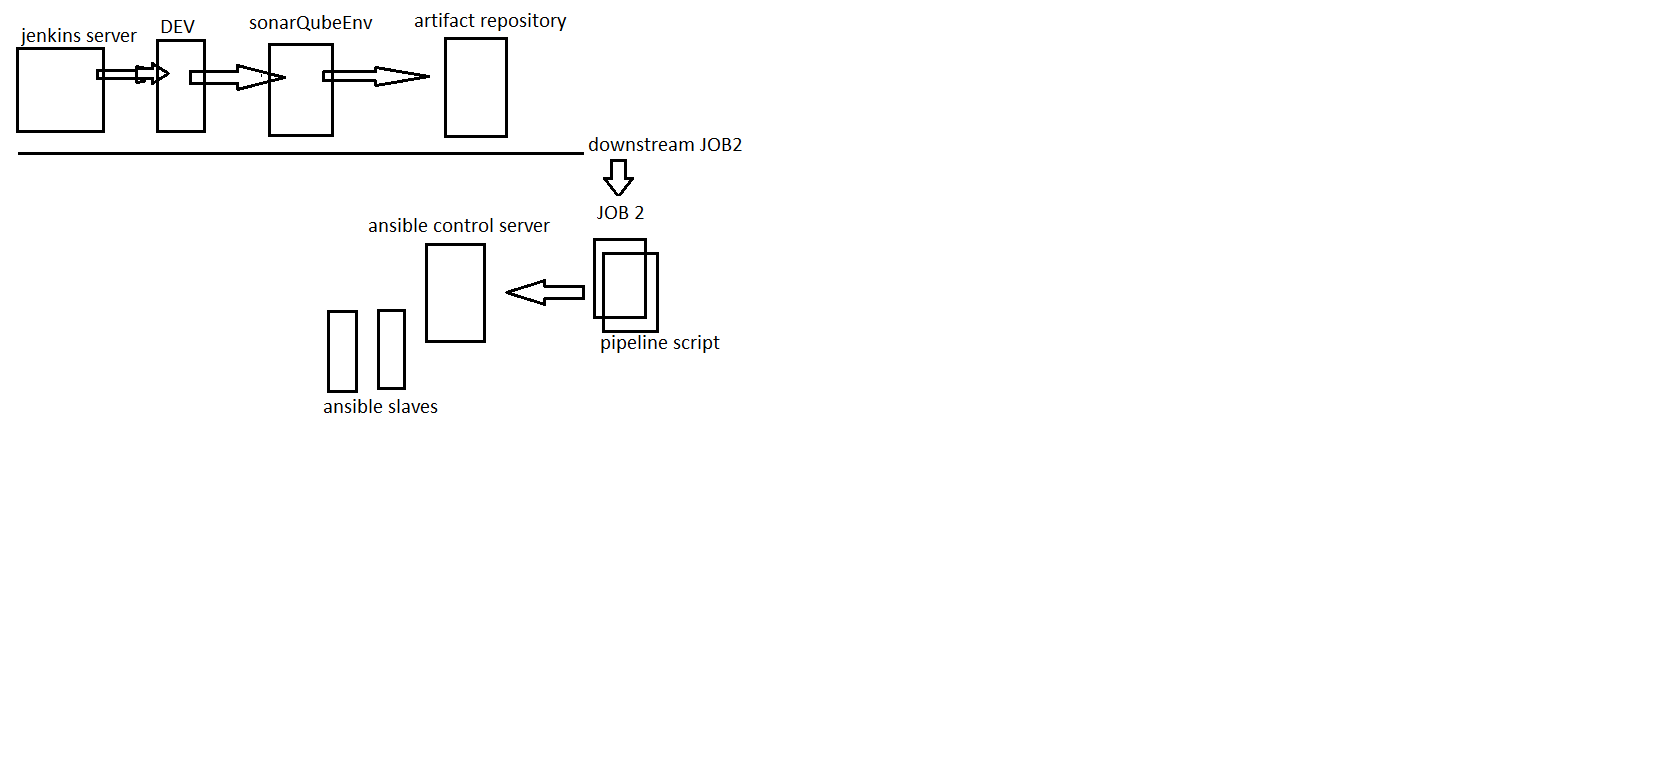 jenkins server
DEV
sonarQubeEnv
artifact repository
downstream JOB2
JOB 2
ansible control server
pipeline script
ansible slaves